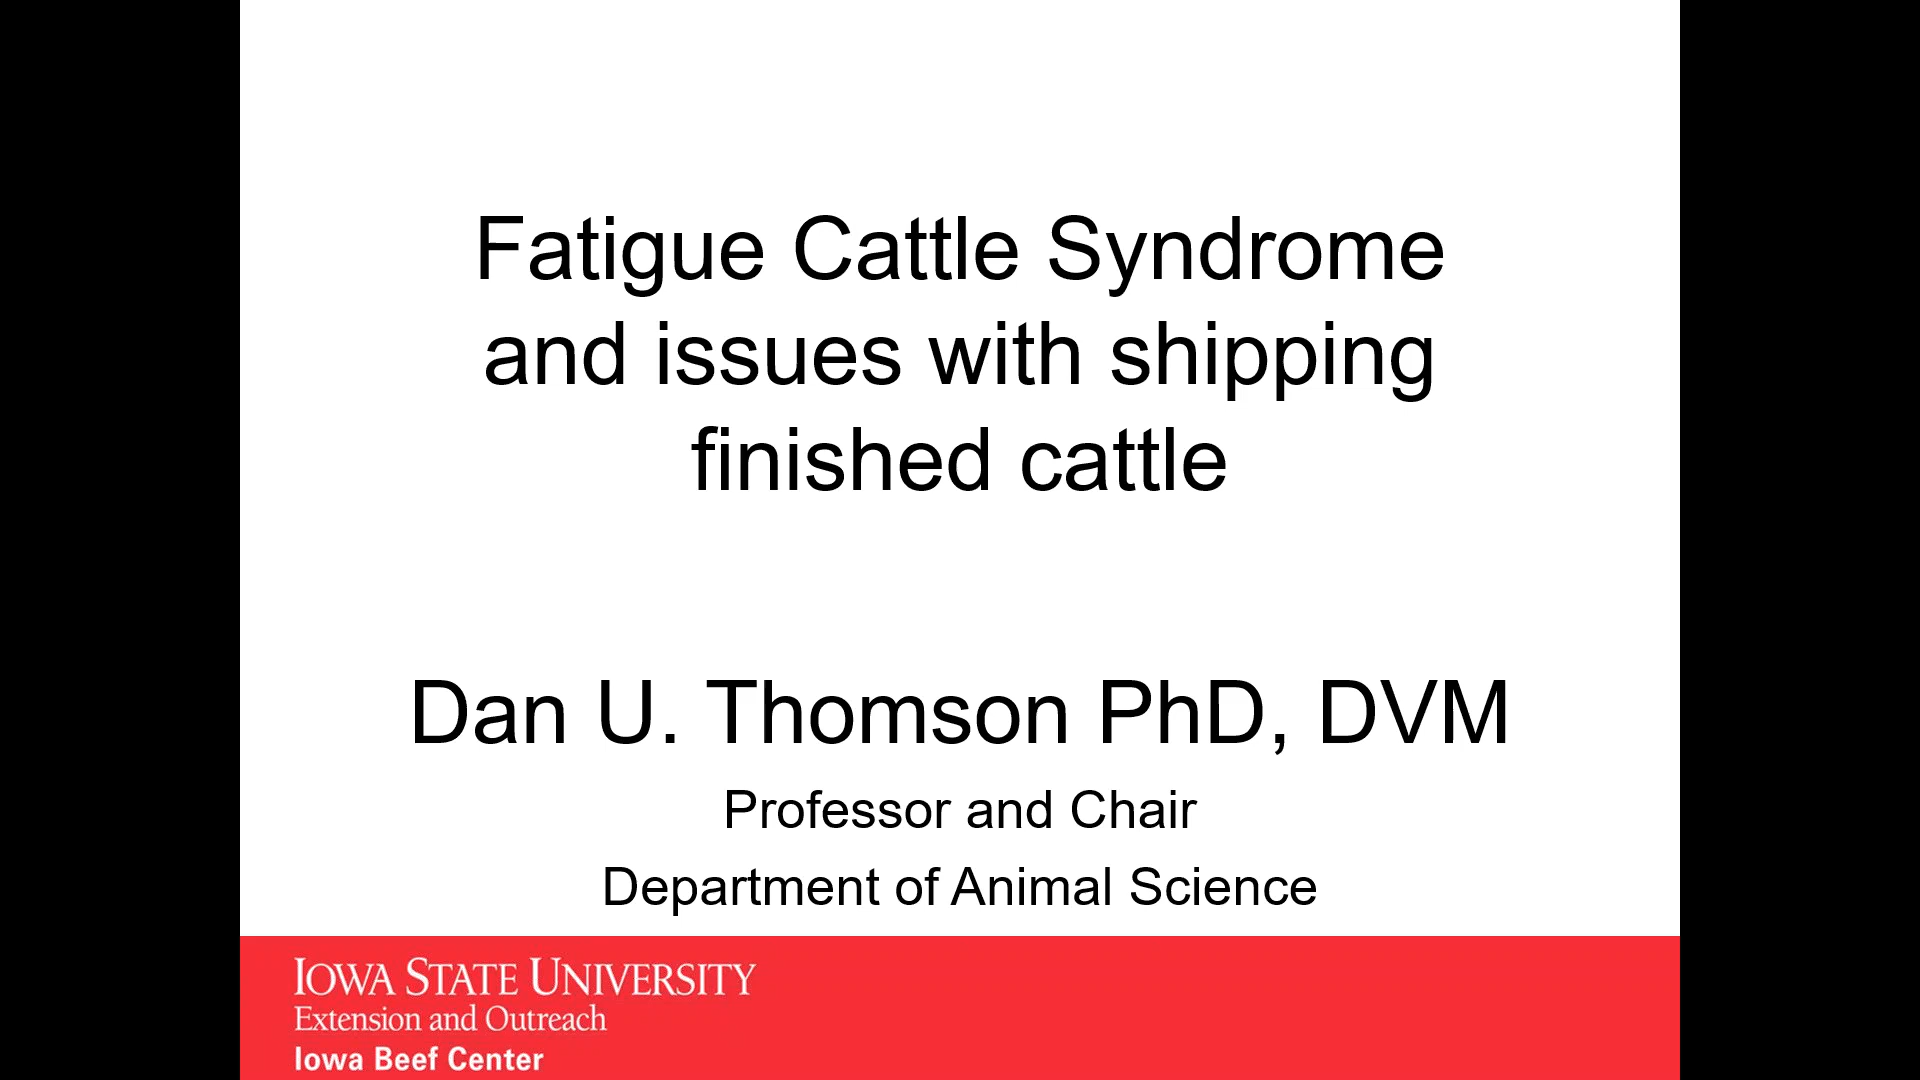 Fatigue Cattle Syndrome
and issues with shipping
finished cattle
Dan U. Thomson PhD, DVM
Professor and Chair
Department of Animal Science
IOWA STATE UNIVERSITY
Extension and Outreach
Iowa Beef Center